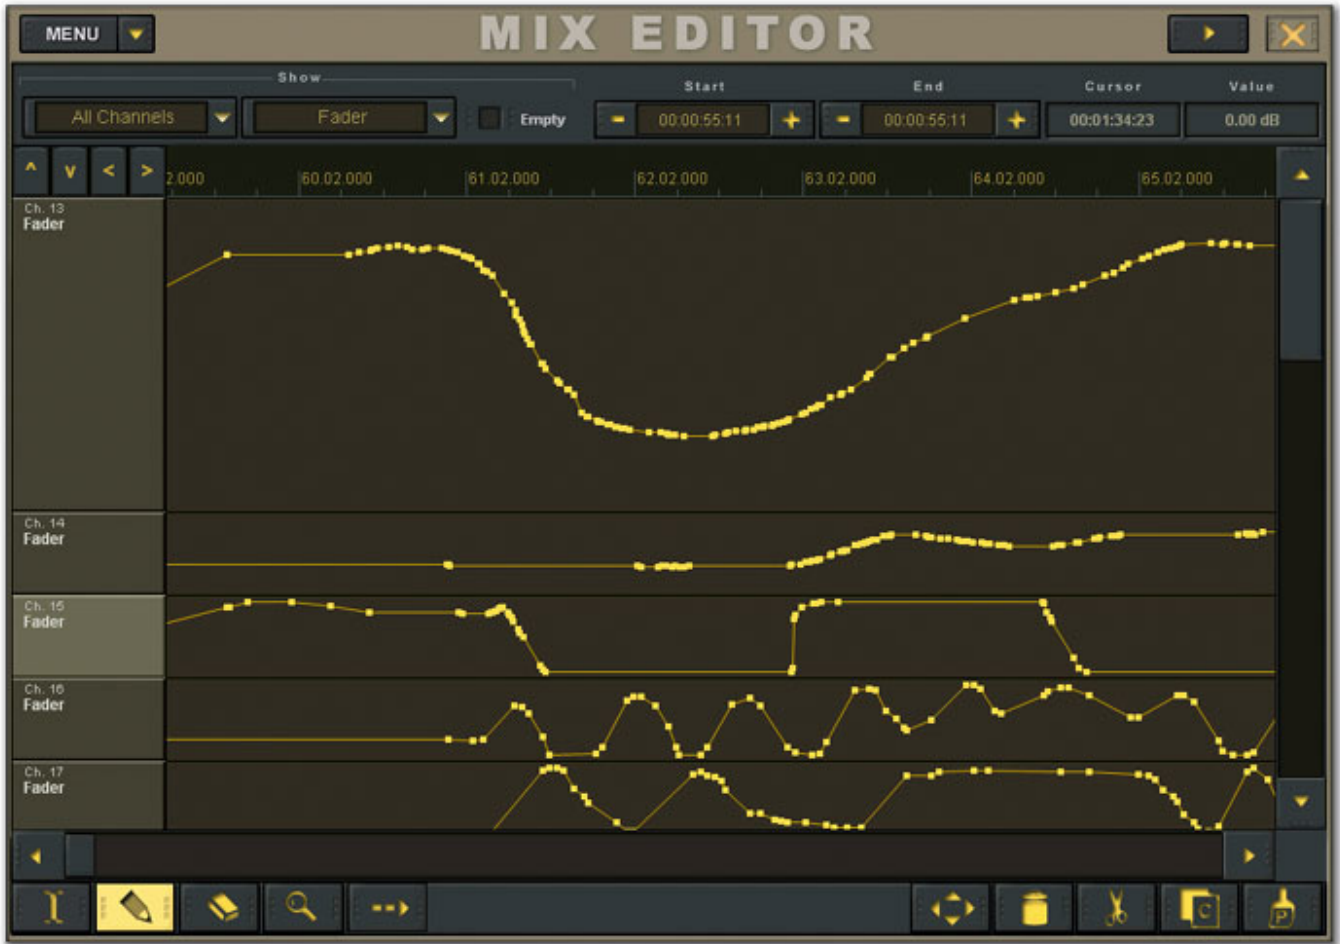 MENU
MIX EDITOR
Show
Start
End
Cursor
Value
All Channels
Fader
Empty
00:00:55:11
00:00:55:11
00:01:34:23
0.00 dB
2.000
60.02.000
61.02.000
62.02.000
63.02.000
64.02.000
65.02.000
Ch. 13
Fader
Ch. 14
Fader
Ch. 15
Fader
Ch. 16
Fader
Ch. 17
Fader
C
P